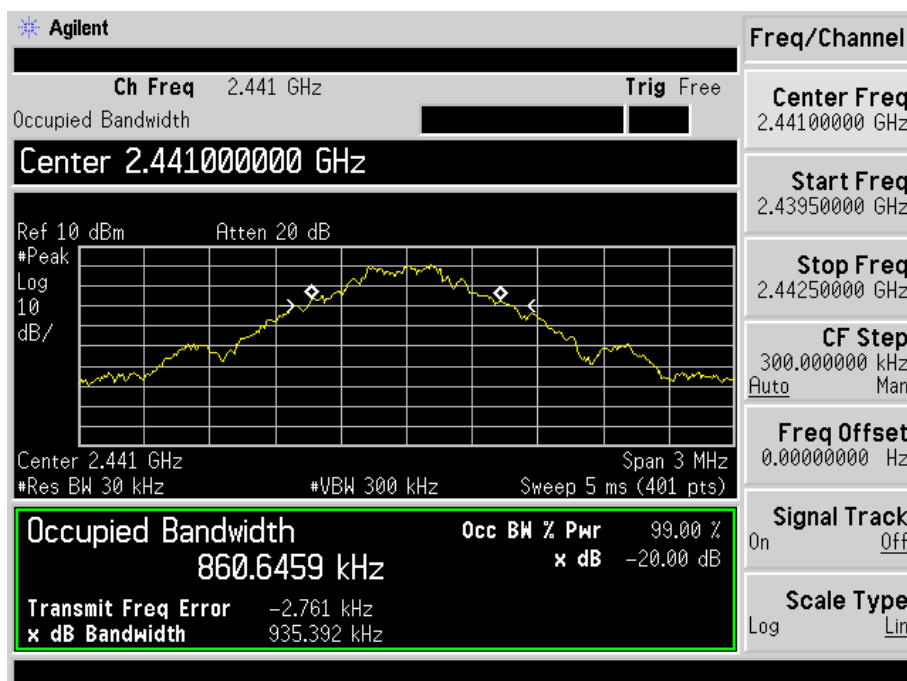 Agilent
Freq/Channel
Ch Freq 2.441 GHz Trig Free
Occupied Bandwidth
Center 2.441000000 GHz
Ref 10 dBm Atten 20 dB
#Peak
Log
10
dB/
Center 2.441 GHz Span 3 MHz
#Res BW 30 kHz #VBW 300 kHz Sweep 5 ms (401 pts)
Occupied Bandwidth Occ BW % Pwr 99.00 %
860.6459 kHz x dB -20.00 dB
Transmit Freq Error -2.761 kHz
x dB Bandwidth 935.392 kHz
Center Freq
2.44100000 GHz
Start Freq
2.43950000 GHz
Stop Freq
2.44250000 GHz
CF Step
300.000000 kHz
Auto Man
Freq Offset
0.00000000 Hz
Signal Track
On Off
Scale Type
Log Lin